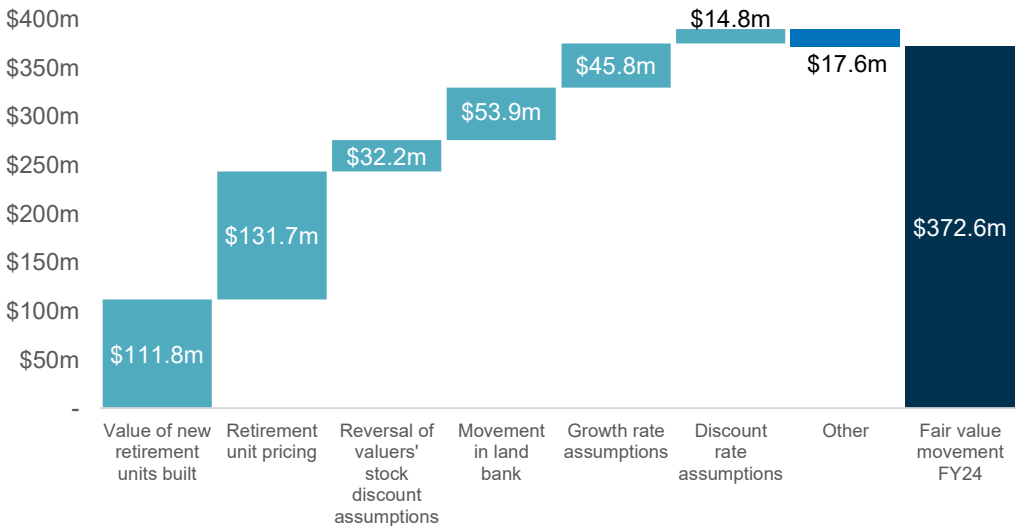 $400m
$350m
$300m
$250m
$200m
$150m
$100m
$50m
-
$111.8m
$131.7m
$32.2m
$53.9m
$45.8m
$14.8m
$17.6m
$372.6m
Value of new
retirement
units built
Retirement
unit pricing
Reversal of
valuers'
stock
discount
assumptions
Movement
in land
bank
Growth rate
assumptions
Discount
rate
assumptions
Other
Fair value
movement
FY24